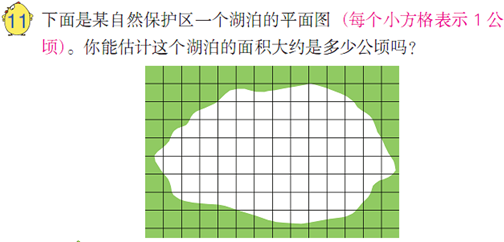 11 下面是某自然保护区一个湖泊的平面图（每个小方格表示 1 公
顷）。你能估计这个湖泊的面积大约是多少公顷吗？